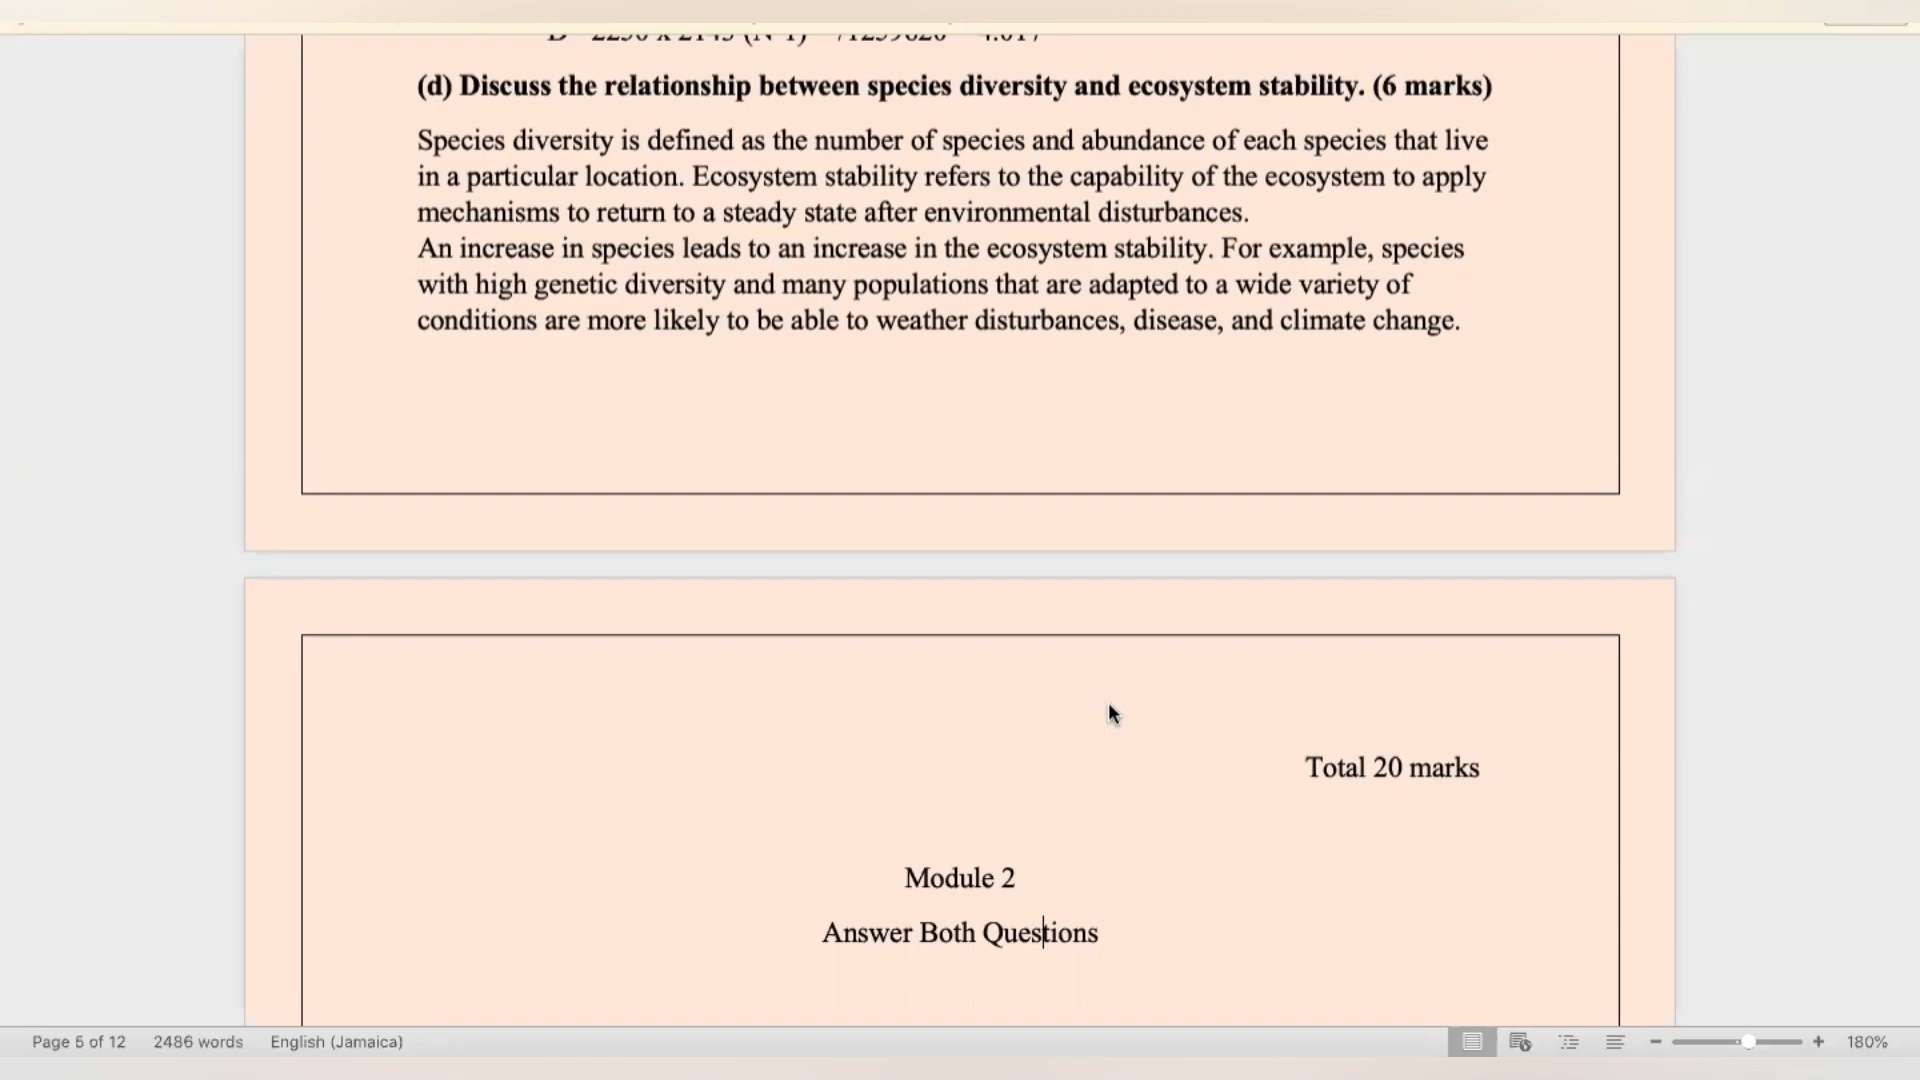 (d) Discuss the relationship between species diversity and ecosystem stability. (6 marks)
Species diversity is defined as the number of species and abundance of each species that live
in a particular location. Ecosystem stability refers to the capability of the ecosystem to apply
mechanisms to return to a steady state after environmental disturbances.
An increase in species leads to an increase in the ecosystem stability. For example, species
with high genetic diversity and many populations that are adapted to a wide variety of
conditions are more likely to be able to weather disturbances, disease, and climate change.
Total 20 marks
Module 2
Answer Both Questions
Page 5 of 12 2486 words English (Jamaica) 180%